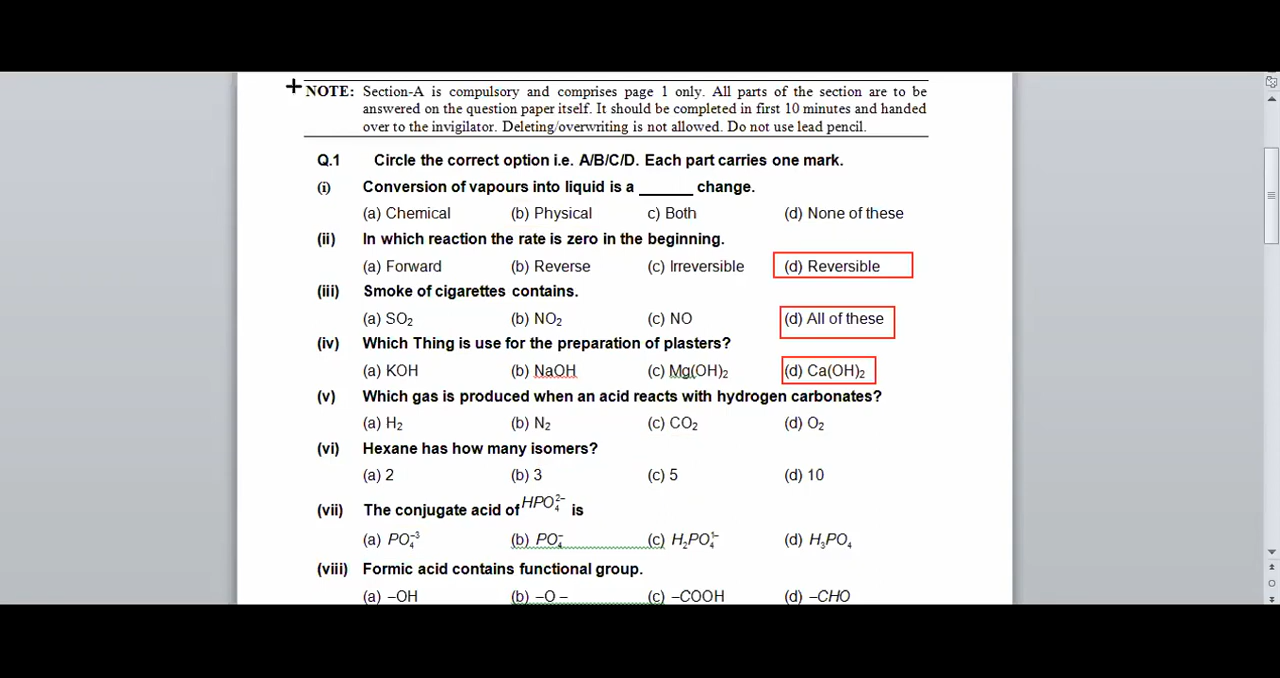 NOTE: Section-A is compulsory and comprises page 1 only. All parts of the section are to be
answered on the question paper itself. It should be completed in first 10 minutes and handed
over to the invigilator. Deleting/overwriting is not allowed. Do not use lead pencil.
Q.1 Circle the correct option i.e. A/B/C/D. Each part carries one mark.
(i) Conversion of vapours into liquid is a ______ change.
(a) Chemical (b) Physical c) Both (d) None of these
(ii) In which reaction the rate is zero in the beginning.
(a) Forward (b) Reverse (c) Irreversible (d) Reversible
(iii) Smoke of cigarettes contains.
(a) SO₂ (b) NO₂ (c) NO (d) All of these
(iv) Which Thing is use for the preparation of plasters?
(a) KOH (b) NaOH (c) Mg(OH)₂ (d) Ca(OH)₂
(v) Which gas is produced when an acid reacts with hydrogen carbonates?
(a) H₂ (b) N₂ (c) CO₂ (d) O₂
(vi) Hexane has how many isomers?
(a) 2 (b) 3 (c) 5 (d) 10
(vii) The conjugate acid of HPO₄²⁻ is
(a) PO₄⁻³ (b) PO₄⁻ (c) H₂PO₄¹⁻ (d) H₃PO₄
(viii) Formic acid contains functional group.
(a) –OH (b) –O – (c) –COOH (d) –CHO